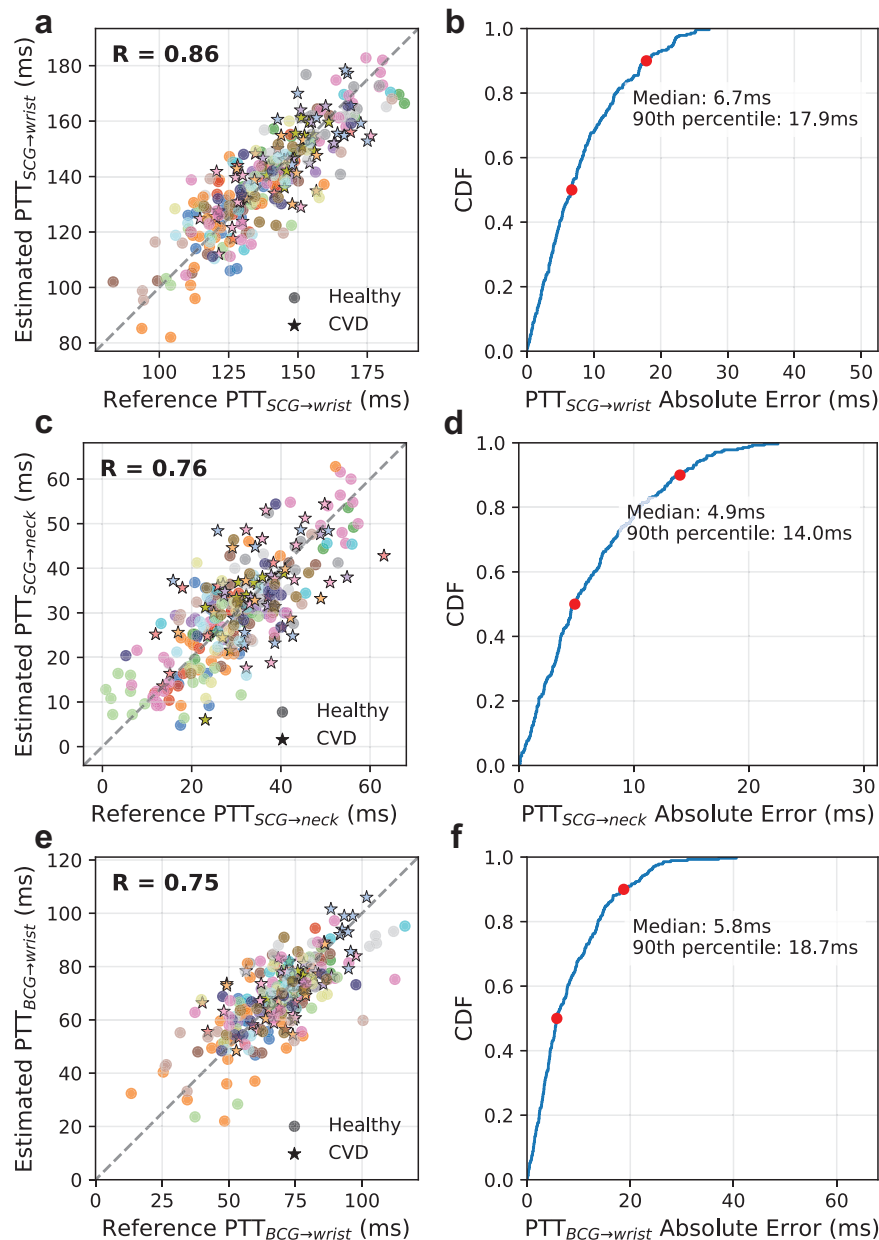 a
R = 0.86
Estimated PTT_SCG→wrist (ms)
180
160
140
120
100
80
Healthy
CVD
100 125 150 175
Reference PTT_SCG→wrist (ms)
b
CDF
1.0
0.8
0.6
0.4
0.2
0.0
Median: 6.7ms
90th percentile: 17.9ms
0 10 20 30 40 50
PTT_SCG→wrist Absolute Error (ms)
c
R = 0.76
Estimated PTT_SCG→neck (ms)
60
50
40
30
20
10
0
Healthy
CVD
0 20 40 60
Reference PTT_SCG→neck (ms)
d
CDF
1.0
0.8
0.6
0.4
0.2
0.0
Median: 4.9ms
90th percentile: 14.0ms
0 10 20 30
PTT_SCG→neck Absolute Error (ms)
e
R = 0.75
Estimated PTT_BCG→wrist (ms)
120
100
80
60
40
20
0
Healthy
CVD
0 25 50 75 100
Reference PTT_BCG→wrist (ms)
f
CDF
1.0
0.8
0.6
0.4
0.2
0.0
Median: 5.8ms
90th percentile: 18.7ms
0 20 40 60
PTT_BCG→wrist Absolute Error (ms)